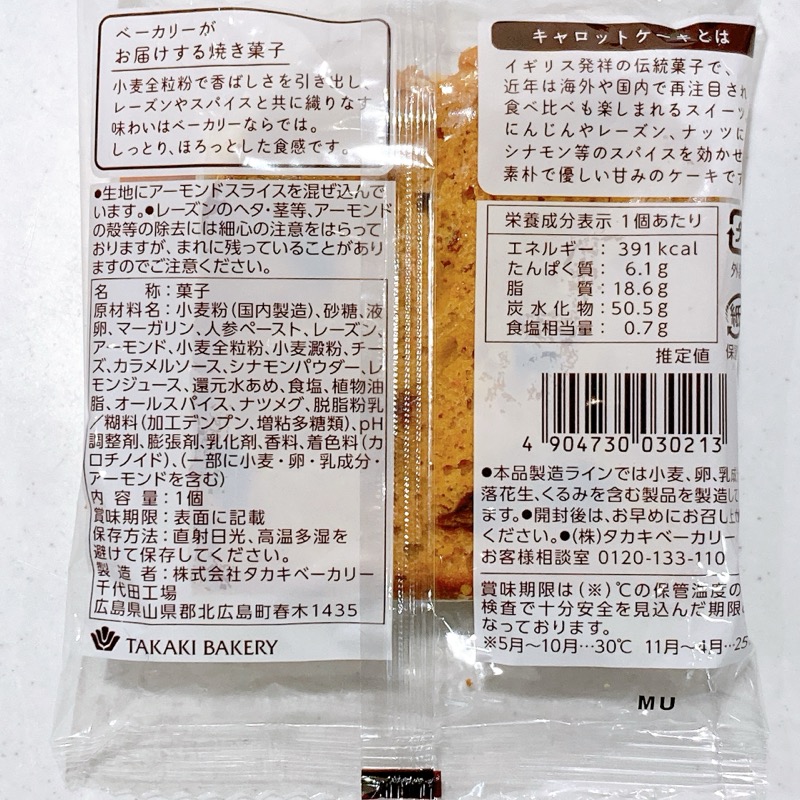 ベーカリーが
お届けする焼き菓子
小麦全粒粉で香ばしさを引き出し、
レーズンやスパイスと共に織りなす
味わいはベーカリーならでは。
しっとり、ほろっとした食感です。
●生地にアーモンドスライスを混ぜ込んで
います。●レーズンのヘタ・茎等、アーモンド
の殻等の除去には細心の注意をはらって
おりますが、まれに残っていることがあり
ますのでご注意ください。
名 称:菓子
原材料名:小麦粉(国内製造)、砂糖、液
卵、マーガリン、人参ペースト、レーズン、
アーモンド、小麦全粒粉、小麦澱粉、チー
ズ、カラメルソース、シナモンパウダー、レ
モンジュース、還元水あめ、食塩、植物油
脂、オールスパイス、ナツメグ、脱脂粉乳
/糊料(加工デンプン、増粘多糖類)、pH
調整剤、膨張剤、乳化剤、香料、着色料(カ
ロチノイド)、(一部に小麦・卵・乳成分・
アーモンドを含む)
内 容 量:1個
賞味期限:表面に記載
保存方法:直射日光、高温多湿を
避けて保存してください。
製 造 者:株式会社タカキベーカリー
千代田工場
広島県山県郡北広島町春木1435
TAKAKI BAKERY
キャロットケーキとは
イギリス発祥の伝統菓子で、
近年は海外や国内で再注目され
食べ比べも楽しまれるスイーツ
にんじんやレーズン、ナッツに
シナモン等のスパイスを効かせ
素朴で優しい甘みのケーキです
栄養成分表示 1個あたり
エネルギー: 391kcal
たんぱく質: 6.1g
脂 質:18.6g
炭水化物:50.5g
食塩相当量: 0.7g
推定値
外
紙
保
4 904730 030213
●本品製造ラインでは小麦、卵、乳成
落花生、くるみを含む製品を製造して
ます。●開封後は、お早めにお召し上が
ください。●(株)タカキベーカリー
お客様相談室 0120-133-110
賞味期限は(※)℃の保管温度の
検査で十分安全を見込んだ期限に
なっております。
※5月〜10月…30℃ 11月〜4月…25
MU